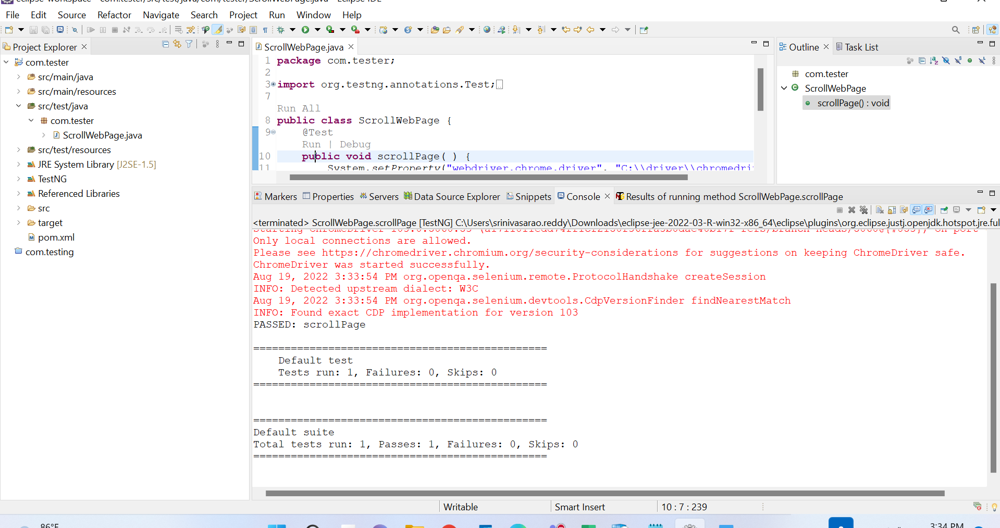 File Edit Source Refactor Navigate Search Project Run Window Help
Project Explorer
com.tester
src/main/java
src/main/resources
src/test/java
com.tester
ScrollWebPage.java
src/test/resources
JRE System Library [J2SE-1.5]
TestNG
Referenced Libraries
src
target
pom.xml
com.testing
ScrollWebPage.java
1 package com.tester;
2
3 import org.testng.annotations.Test;
7
Run All
8 public class ScrollWebPage {
9 @Test
Run | Debug
10 public void scrollPage( ) {
11 System.setProperty("webdriver.chrome.driver", "C:\\driver\\chromedri
Outline Task List
com.tester
ScrollWebPage
scrollPage() : void
Markers Properties Servers Data Source Explorer Snippets Console Results of running method ScrollWebPage.scrollPage
<terminated> ScrollWebPage.scrollPage [TestNG] C:\Users\srinivasarao.reddy\Downloads\eclipse-jee-2022-03-R-win32-x86_64\eclipse\plugins\org.eclipse.justj.openjdk.hotspot.jre.ful
Only local connections are allowed.
Please see https://chromedriver.chromium.org/security-considerations for suggestions on keeping ChromeDriver safe.
ChromeDriver was started successfully.
Aug 19, 2022 3:33:54 PM org.openqa.selenium.remote.ProtocolHandshake createSession
INFO: Detected upstream dialect: W3C
Aug 19, 2022 3:33:54 PM org.openqa.selenium.devtools.CdpVersionFinder findNearestMatch
INFO: Found exact CDP implementation for version 103
PASSED: scrollPage
===============================================
Default test
Tests run: 1, Failures: 0, Skips: 0
===============================================
===============================================
Default suite
Total tests run: 1, Passes: 1, Failures: 0, Skips: 0
===============================================
Writable Smart Insert 10 : 7 : 239
86°F
3:34 PM